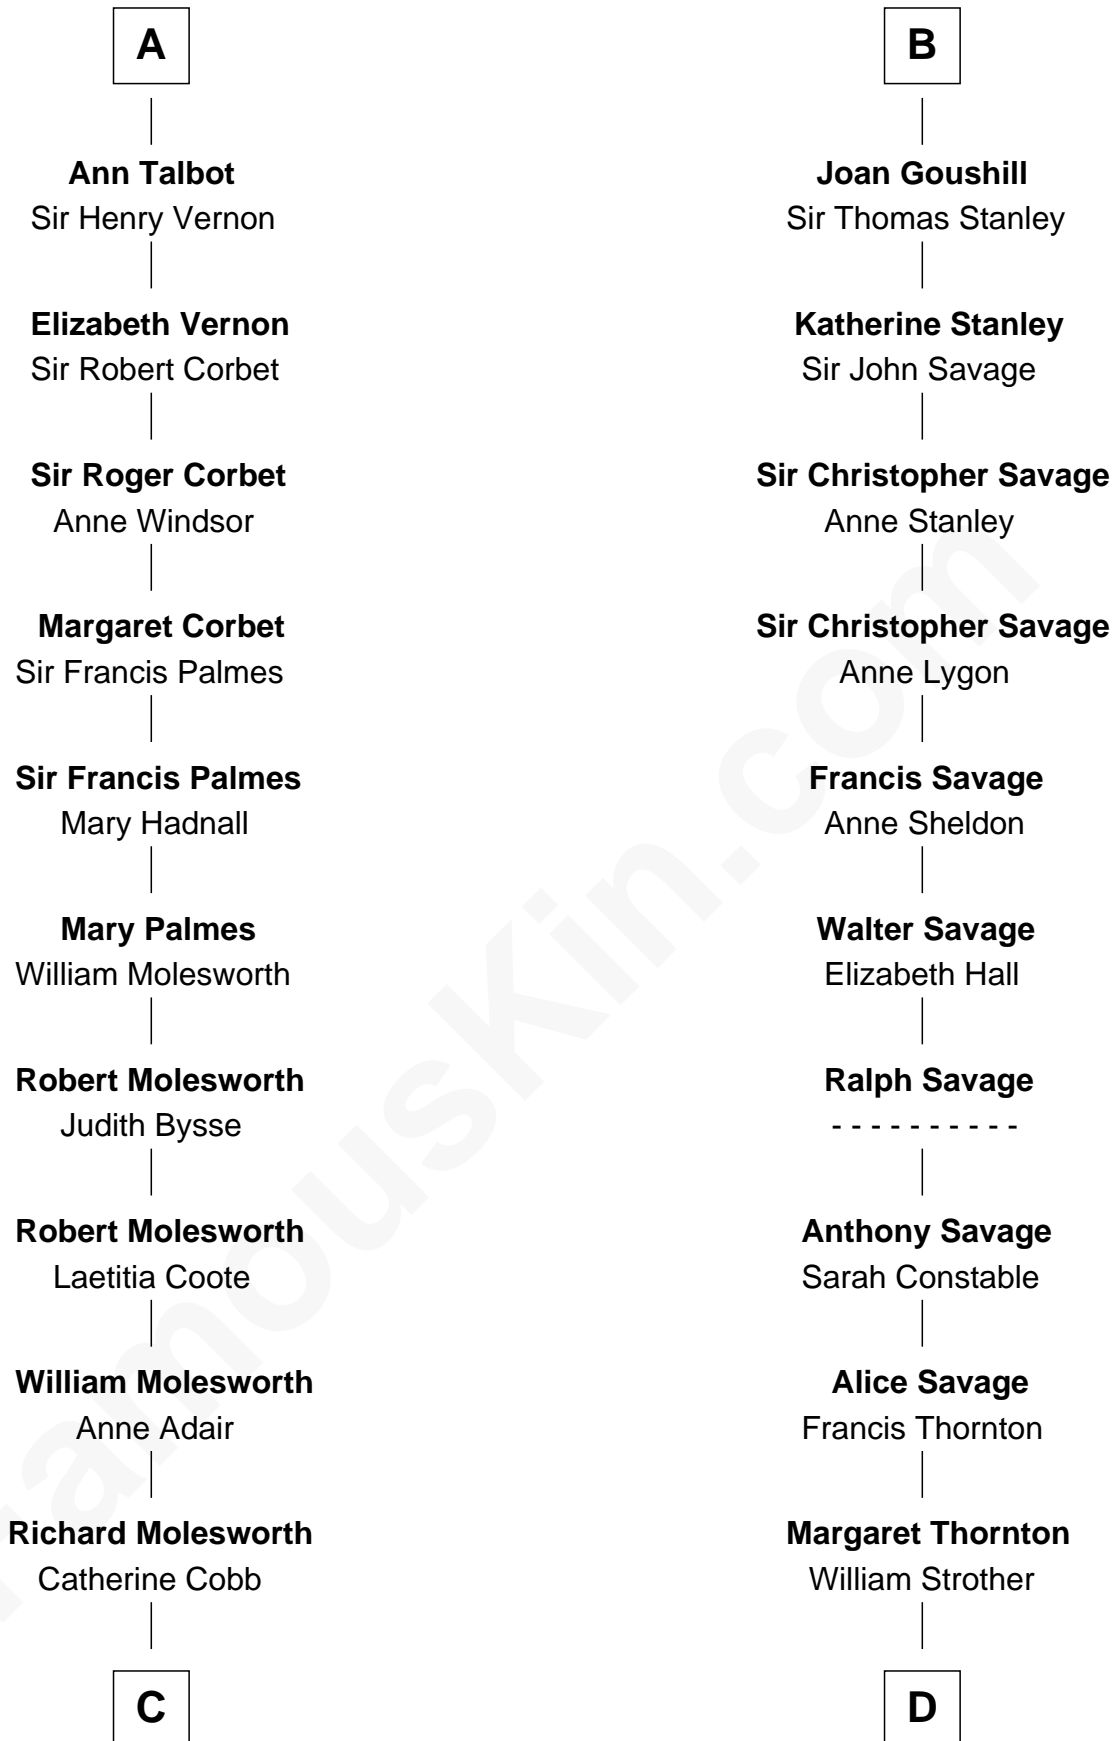 A
Ann Talbot
Sir Henry Vernon
Elizabeth Vernon
Sir Robert Corbet
Sir Roger Corbet
Anne Windsor
Margaret Corbet
Sir Francis Palmes
Sir Francis Palmes
Mary Hadnall
Mary Palmes
William Molesworth
Robert Molesworth
Judith Bysse
Robert Molesworth
Laetitia Coote
William Molesworth
Anne Adair
Richard Molesworth
Catherine Cobb
C
B
Joan Goushill
Sir Thomas Stanley
Katherine Stanley
Sir John Savage
Sir Christopher Savage
Anne Stanley
Sir Christopher Savage
Anne Lygon
Francis Savage
Anne Sheldon
Walter Savage
Elizabeth Hall
Ralph Savage
- - - - - - - - - -
Anthony Savage
Sarah Constable
Alice Savage
Francis Thornton
Margaret Thornton
William Strother
D
FamousKin.com